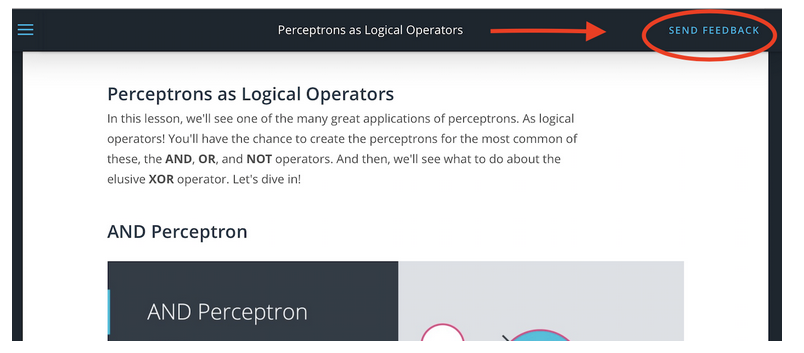 Perceptrons as Logical Operators
SEND FEEDBACK
Perceptrons as Logical Operators
In this lesson, we'll see one of the many great applications of perceptrons. As logical
operators! You'll have the chance to create the perceptrons for the most common of
these, the AND, OR, and NOT operators. And then, we'll see what to do about the
elusive XOR operator. Let's dive in!
AND Perceptron
AND Perceptron